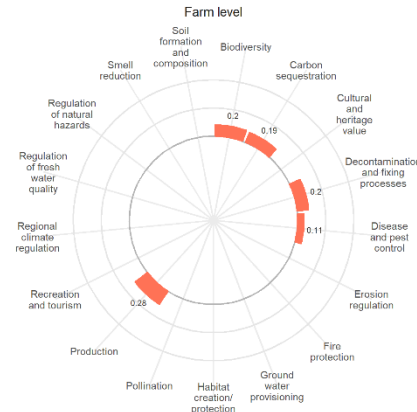 Farm level
Soil
formation
and
composition
Biodiversity
Carbon
sequestration
Cultural
and
heritage
value
Decontamination
and fixing
processes
Disease
and pest
control
Erosion
regulation
Fire
protection
Ground
water
provisioning
Habitat
creation/
protection
Pollination
Production
Recreation
and tourism
Regional
climate
regulation
Regulation
of fresh
water
quality
Regulation
of natural
hazards
Smell
reduction
0.2
0.19
0.2
0.11
0.28